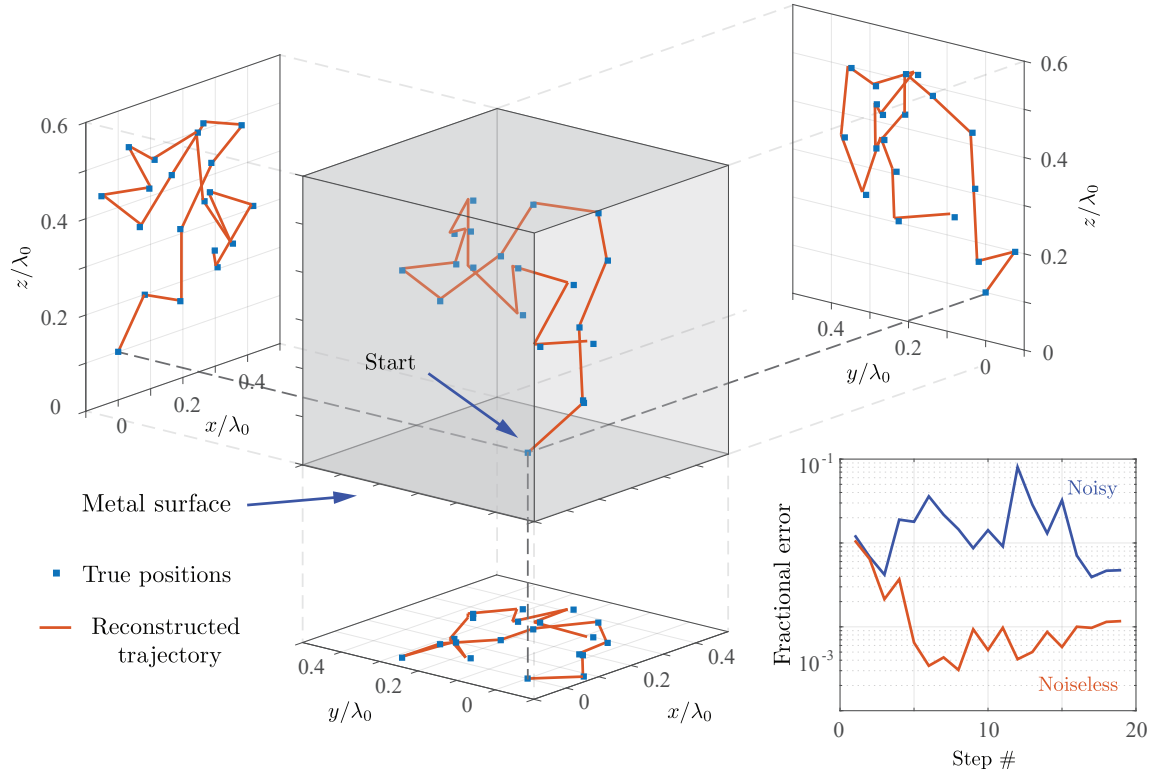 0.6
0.4
0.2
0
z/λ₀
0
0.2
0.4
x/λ₀
Start
Metal surface
True positions
Reconstructed
trajectory
0.4
0.2
0
y/λ₀
0
0.2
0.4
x/λ₀
0.6
0.4
0.2
0
z/λ₀
0.4
0.2
0
y/λ₀
10⁻¹
10⁻³
Fractional error
Noisy
Noiseless
0
10
20
Step #